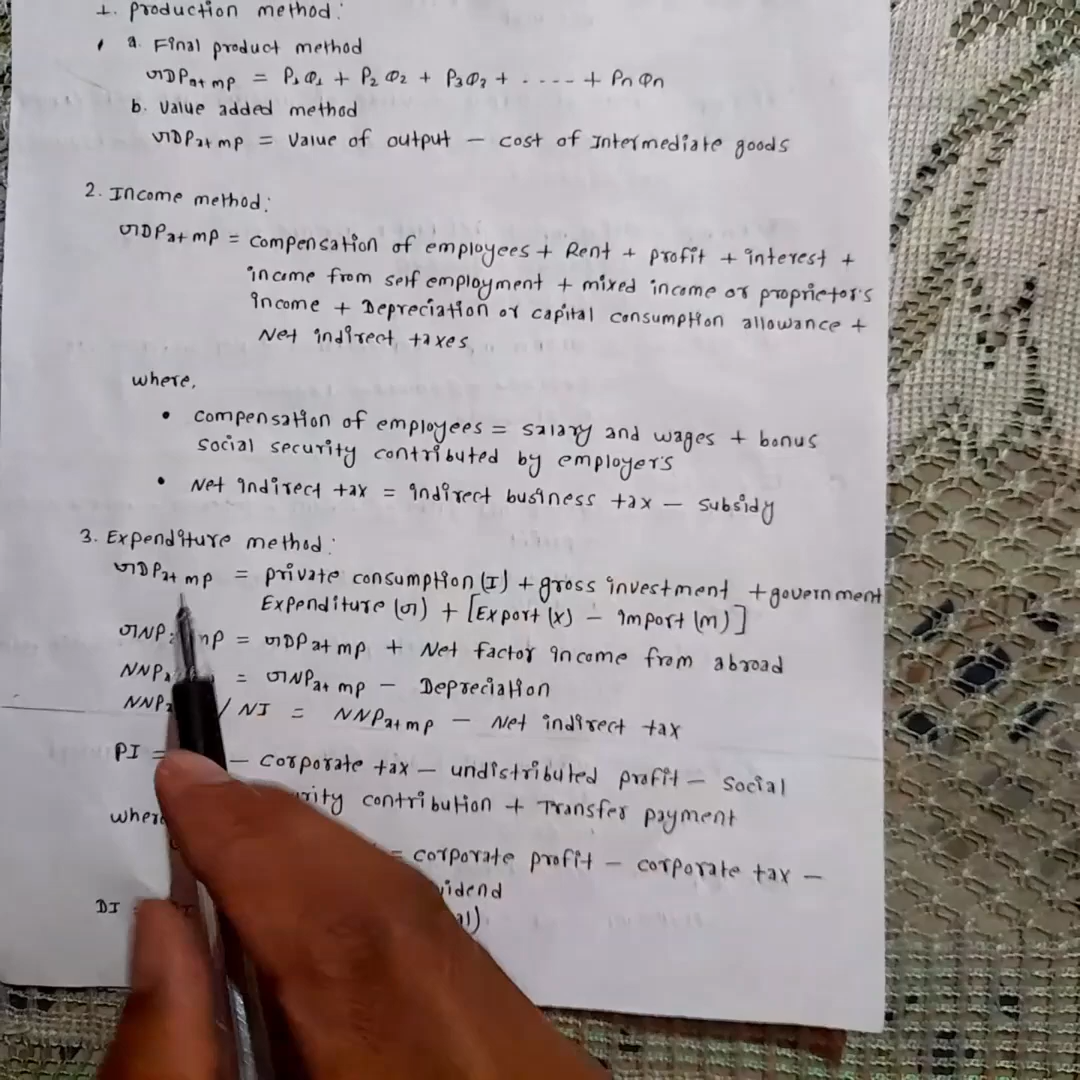 1. Production method:
a. Final product method
GDPat mp = P1Q1 + P2Q2 + P3Q3 + ---- + PnQn
b. Value added method
GDPat mp = Value of output – cost of Intermediate goods
2. Income method:
GDPat mp = compensation of employees + Rent + profit + interest +
income from self employment + mixed income or proprietor's
income + Depreciation or capital consumption allowance +
Net indirect taxes
where,
• compensation of employees = salary and wages + bonus
social security contributed by employers
• Net indirect tax = indirect business tax – subsidy
3. Expenditure method:
GDPat mp = private consumption (I) + gross investment + government
Expenditure (G) + [Export (x) – Import (m)]
GNP mp = GDPat mp + Net factor income from abroad
NNP = GNPat mp – Depreciation
NNP / NI = NNPat mp – Net indirect tax
PI = – corporate tax – undistributed profit – social
contribution + Transfer payment
= corporate profit – corporate tax –
DI